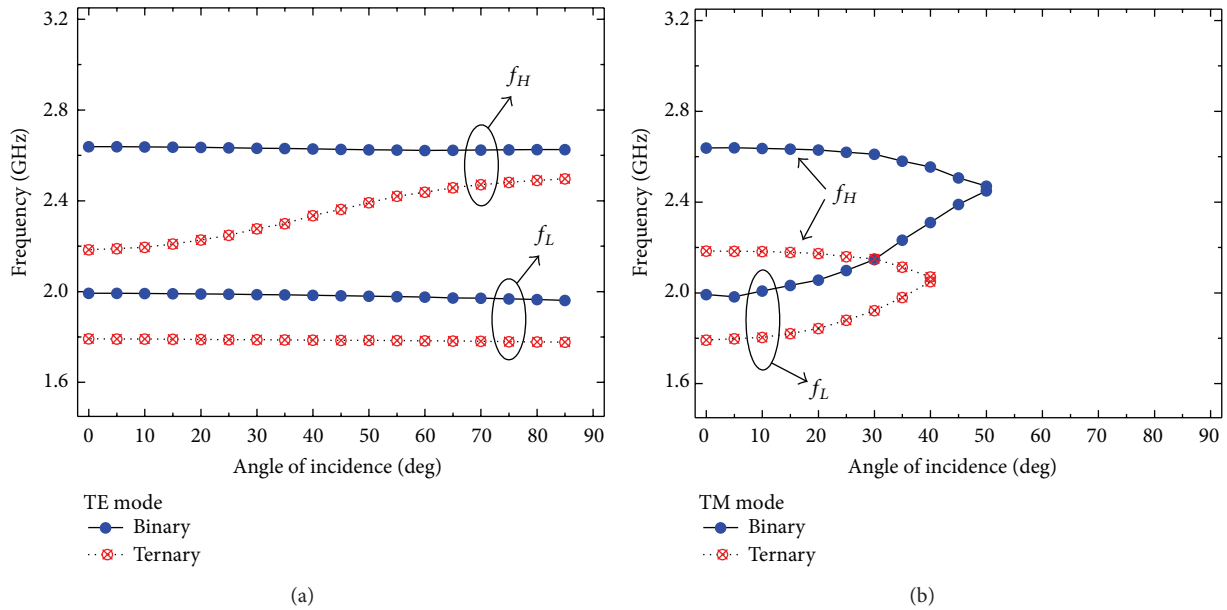 3.2
2.8
2.4
2.0
1.6
Frequency (GHz)
f_H
f_L
0 10 20 30 40 50 60 70 80 90
Angle of incidence (deg)
TE mode
Binary
Ternary
(a)
3.2
2.8
2.4
2.0
1.6
Frequency (GHz)
f_H
f_L
0 10 20 30 40 50 60 70 80 90
Angle of incidence (deg)
TM mode
Binary
Ternary
(b)